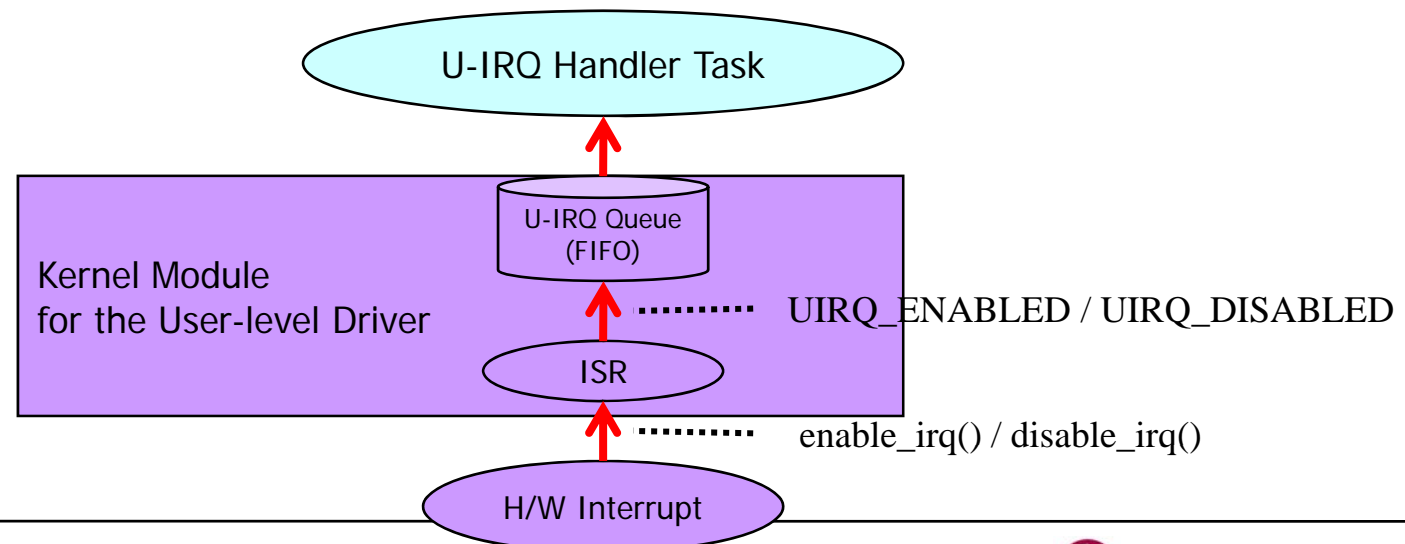 U-IRQ Handler Task
U-IRQ Queue
(FIFO)
Kernel Module
for the User-level Driver
UIRQ_ENABLED / UIRQ_DISABLED
ISR
enable_irq() / disable_irq()
H/W Interrupt